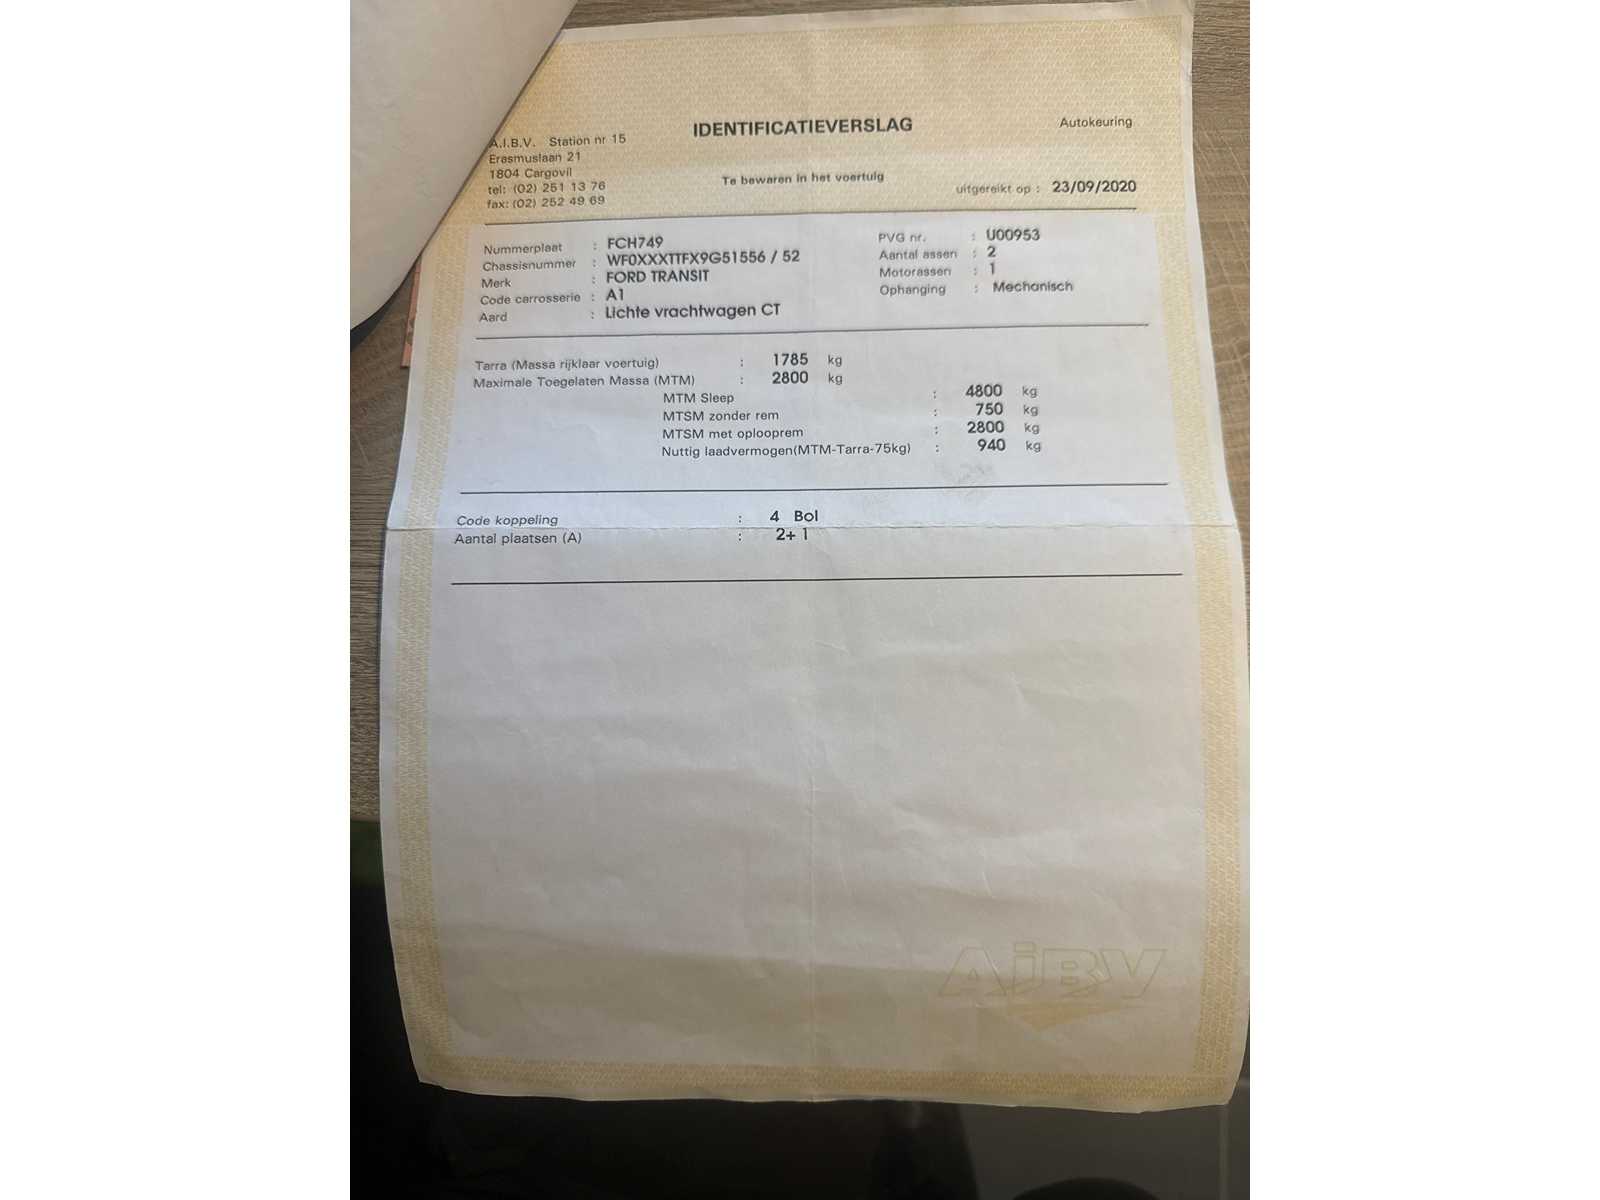 IDENTIFICATIEVERSLAG
Autokeuring
A.I.B.V. Station nr 15
Erasmuslaan 21
1804 Cargovil
tel: (02) 251 13 76
fax: (02) 252 49 69
Te bewaren in het voertuig
uitgereikt op : 23/09/2020
Nummerplaat : FCH749
Chassisnummer : WF0XXXTTFX9G51556 / 52
Merk : FORD TRANSIT
Code carrosserie : A1
Aard : Lichte vrachtwagen CT
PVG nr. : U00953
Aantal assen : 2
Motorassen : 1
Ophanging : Mechanisch
Tarra (Massa rijklaar voertuig) : 1785 kg
Maximale Toegelaten Massa (MTM) : 2800 kg
MTM Sleep : 4800 kg
MTSM zonder rem : 750 kg
MTSM met oplooprem : 2800 kg
Nuttig laadvermogen(MTM-Tarra-75kg) : 940 kg
Code koppeling : 4 Bol
Aantal plaatsen (A) : 2+ 1
AiBV